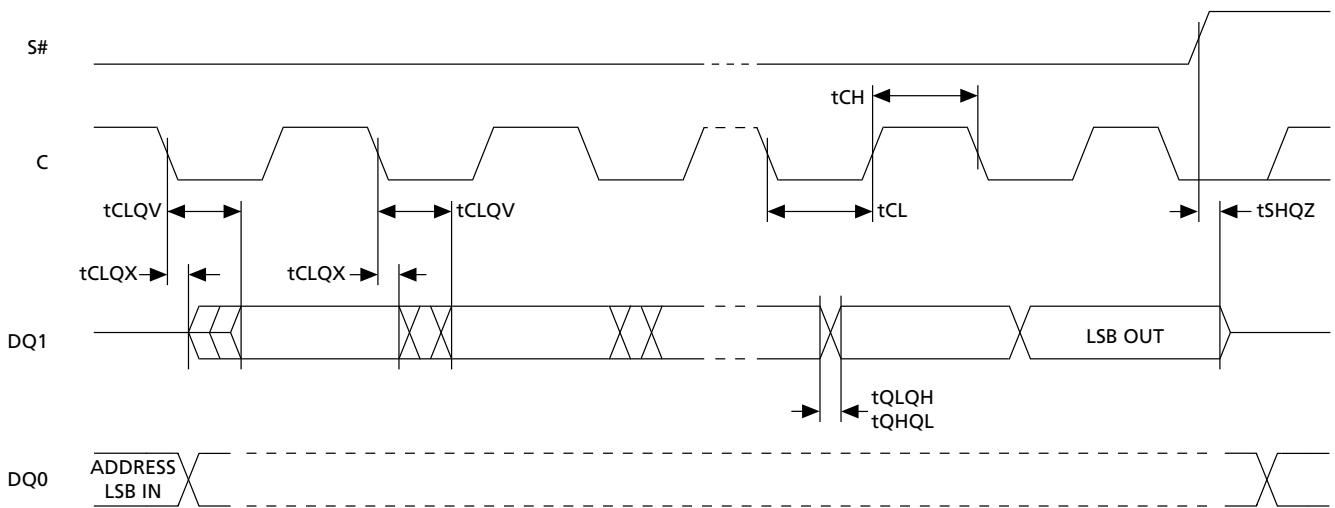 S#
tCH
C
tCLQV
tCLQV
tCL
tSHQZ
tCLQX
tCLQX
DQ1
LSB OUT
tQLQH
tQHQL
DQ0
ADDRESS
LSB IN